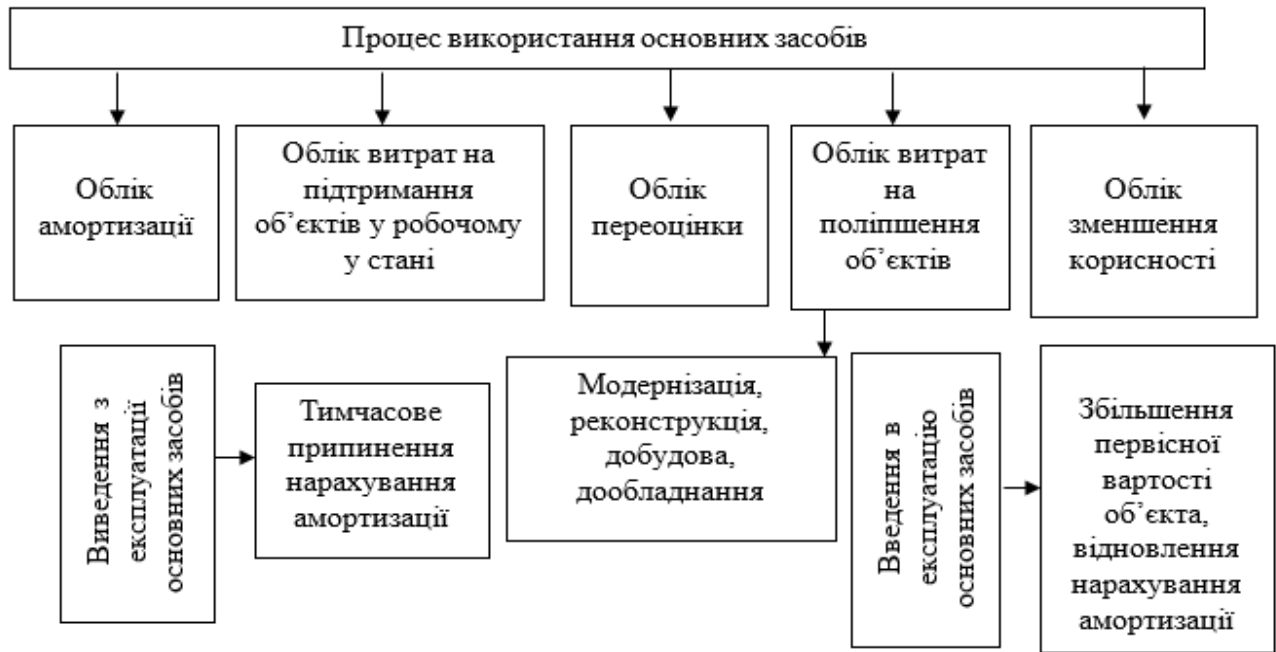 Процес використання основних засобів
Облік
амортизації
Облік витрат на
підтримання
об’єктів у робочому
у стані
Облік
переоцінки
Облік витрат
на
поліпшення
об’єктів
Облік
зменшення
корисності
Виведення з
експлуатації
основних засобів
Тимчасове
припинення
нарахування
амортизації
Модернізація,
реконструкція,
добудова,
дообладнання
Введення в
експлуатацію
основних засобів
Збільшення
первісної
вартості
об’єкта,
відновлення
нарахування
амортизації